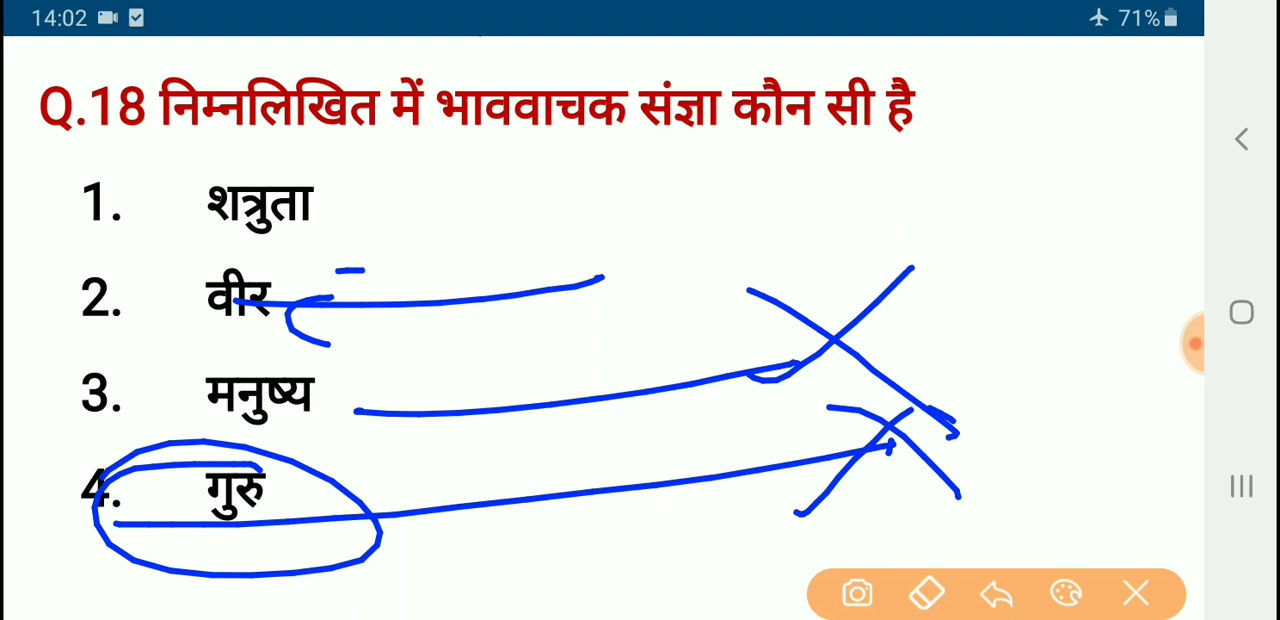 14:02 71%
Q.18 निम्नलिखित में भाववाचक संज्ञा कौन सी है
1. शत्रुता
2. वीर
3. मनुष्य
4. गुरु